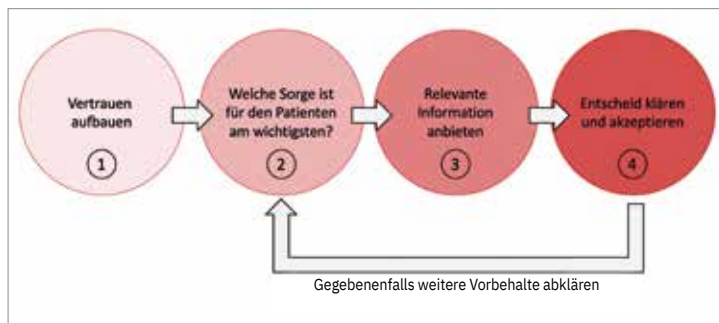 Vertrauen
aufbauen
1
Welche Sorge ist
für den Patienten
am wichtigsten?
2
Relevante
Information
anbieten
3
Entscheid klären
und akzeptieren
4
Gegebenenfalls weitere Vorbehalte abklären